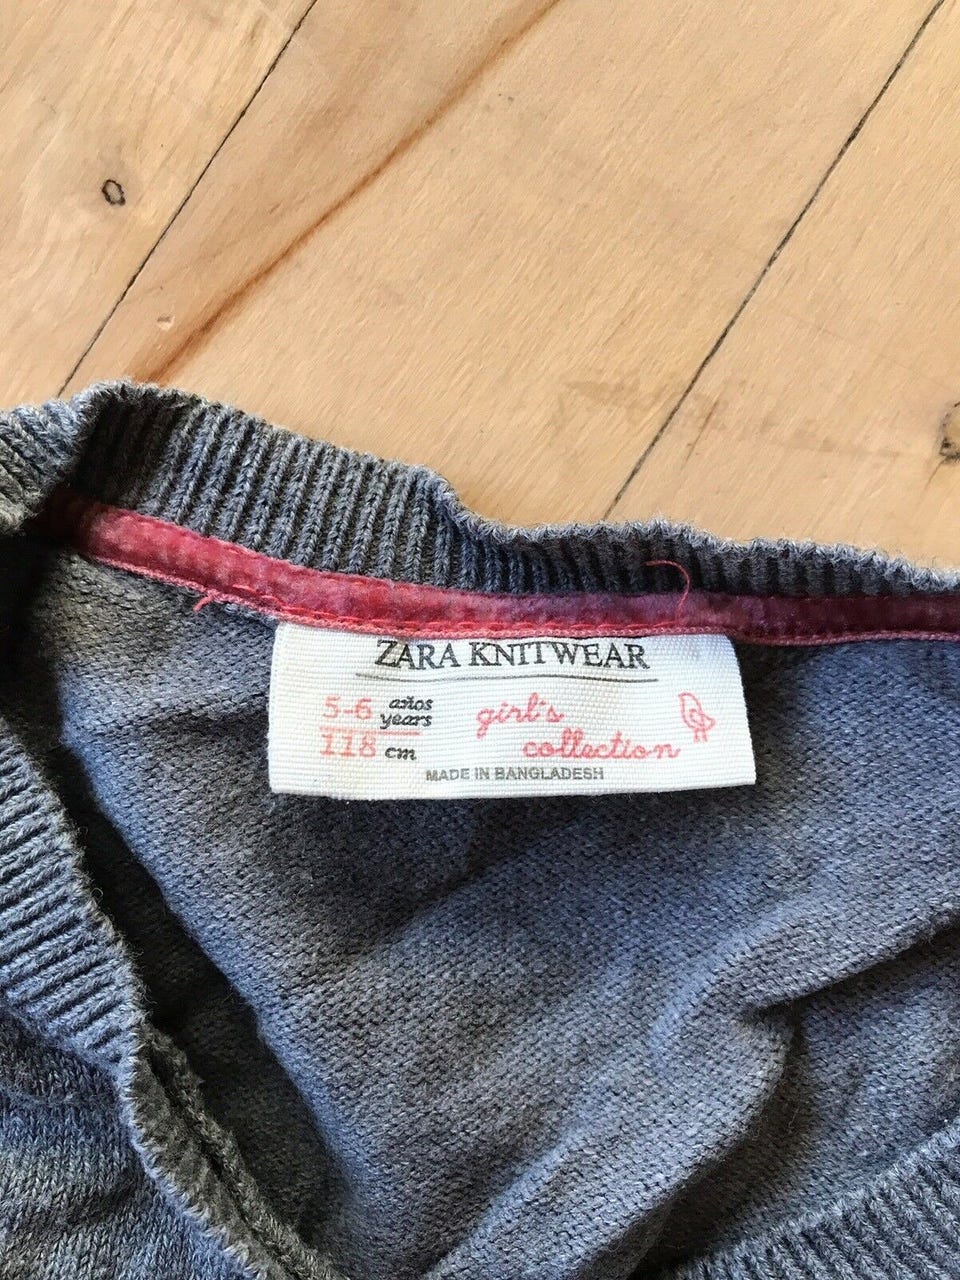 ZARA KNITWEAR
5-6 años years
118 cm
girl's
collection
MADE IN BANGLADESH